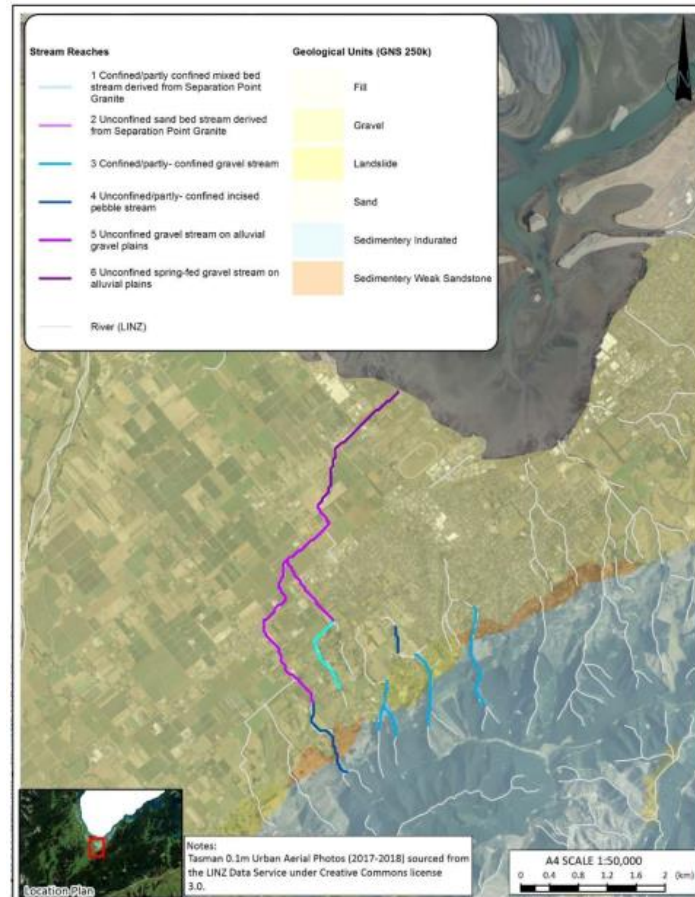 Stream Reaches
1 Confined/partly confined mixed bed
stream derived from Separation Point
Granite
2 Unconfined sand bed stream derived
from Separation Point Granite
3 Confined/partly- confined gravel stream
4 Unconfined/partly- confined incised
pebble stream
5 Unconfined gravel stream on alluvial
gravel plains
6 Unconfined spring-fed gravel stream on
alluvial plains
River (LINZ)
Geological Units (GNS 250k)
Fill
Gravel
Landslide
Sand
Sedimentery Indurated
Sedimentery Weak Sandstone
N
Location Plan
Notes:
Tasman 0.1m Urban Aerial Photos (2017-2018) sourced from
the LINZ Data Service under Creative Commons license
3.0.
A4 SCALE 1:50,000
0 0.4 0.8 1.2 1.6 2 (km)